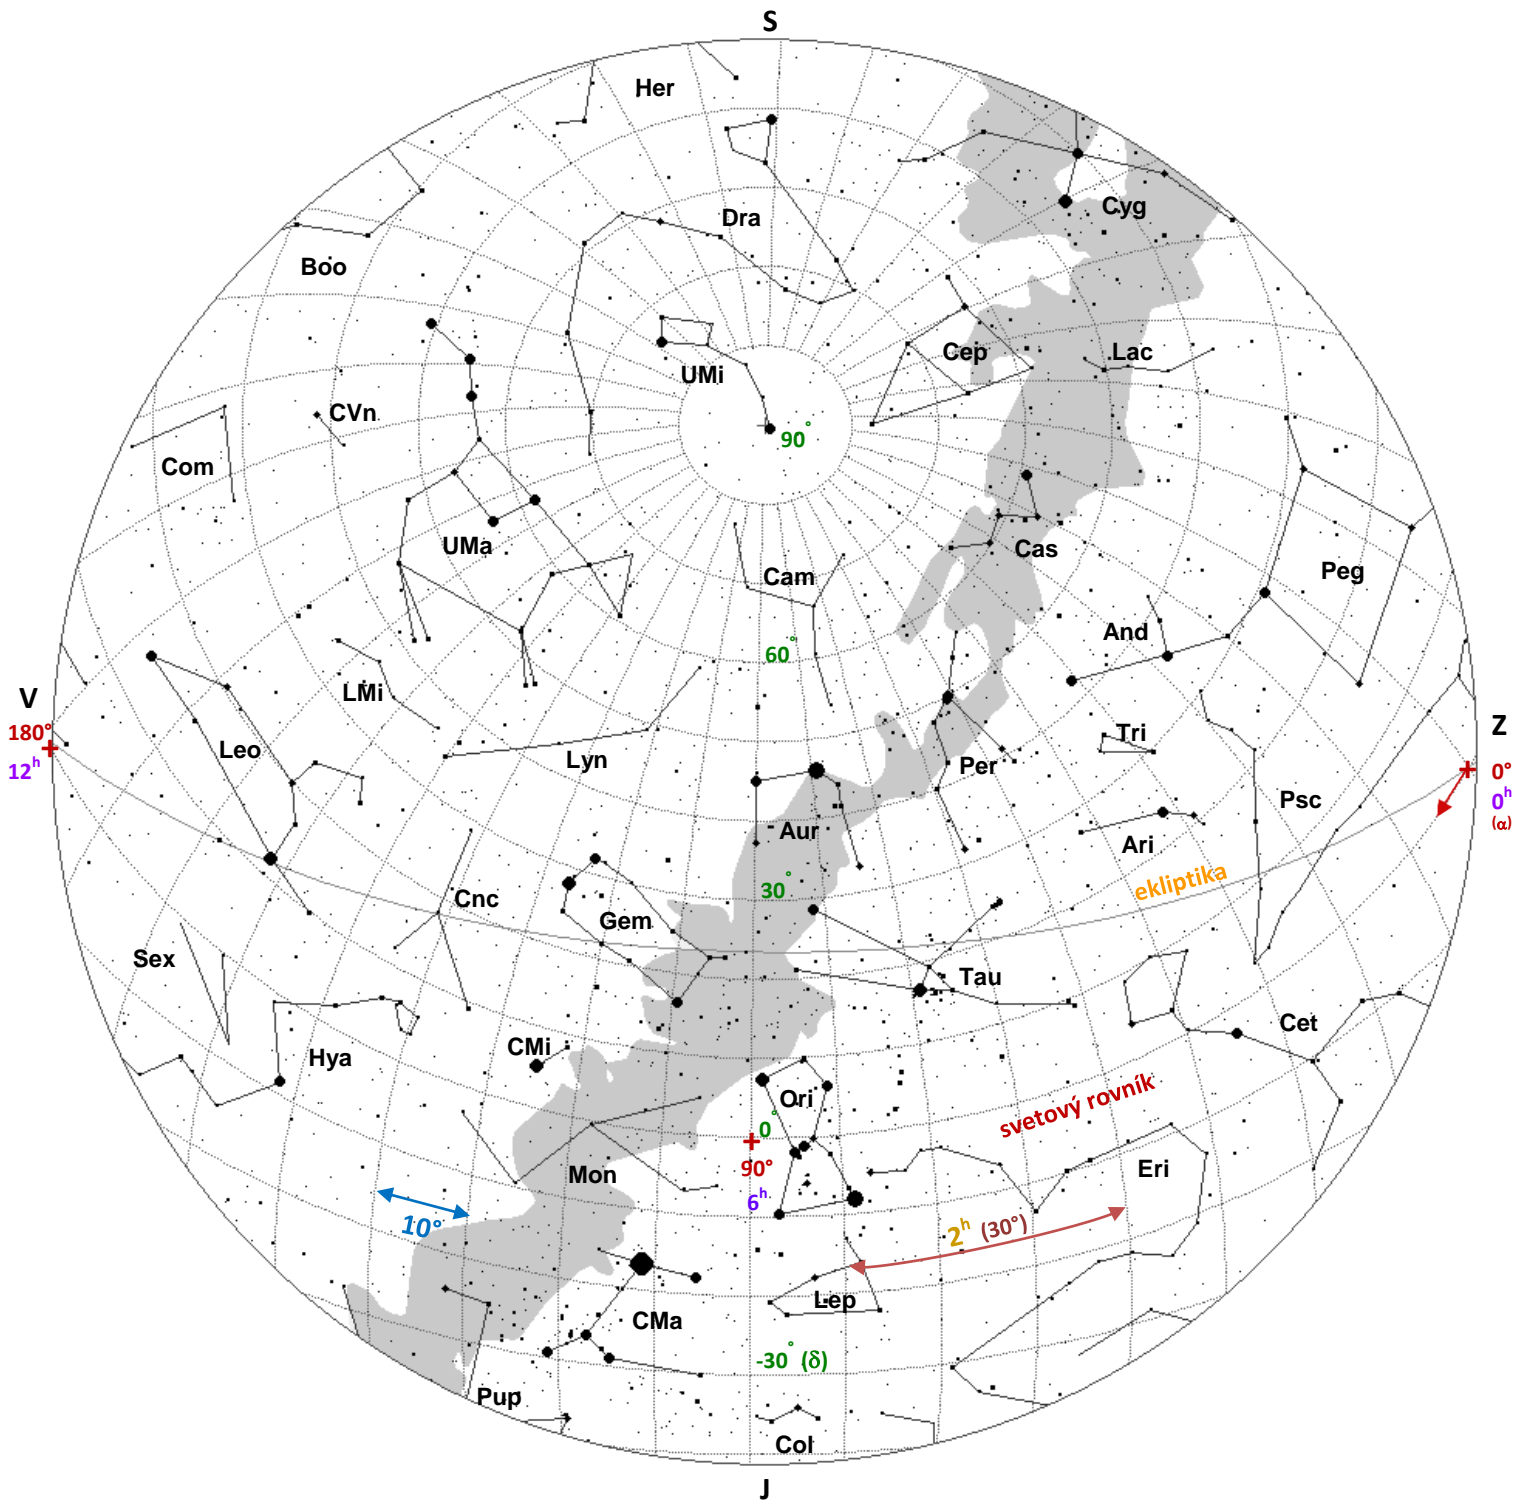 S
Her
Dra
Cyg
Boo
UMi
Cep
Lac
CVn
90°
Com
UMa
Cas
Cam
Peg
60°
And
LMi
V
180°
12ʰ
Leo
Lyn
Per
Tri
Z
0°
0ʰ
(α)
Psc
Aur
Ari
30°
ekliptika
Cnc
Gem
Sex
Tau
Hya
CMi
Cet
Ori
0°
svetový rovník
90°
6ʰ
Mon
Eri
10°
2ʰ (30°)
Lep
CMa
-30° (δ)
Pup
Col
J